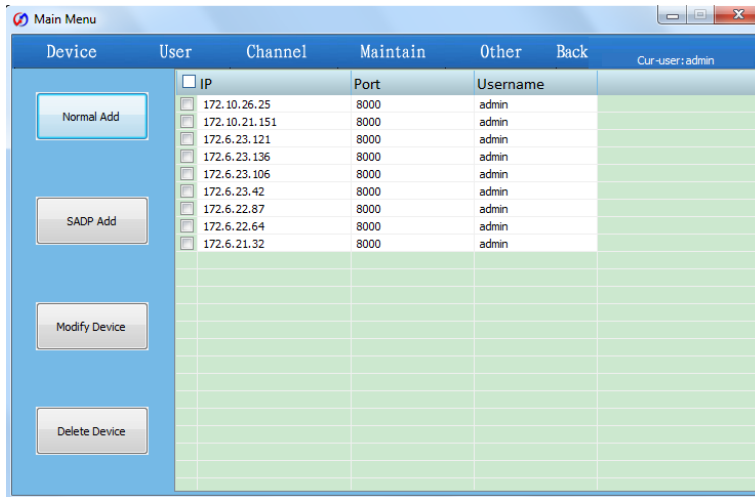 Main Menu
Device User Channel Maintain Other Back Cur-user:admin
IP Port Username
172.10.26.25 8000 admin
172.10.21.151 8000 admin
172.6.23.121 8000 admin
172.6.23.136 8000 admin
172.6.23.106 8000 admin
172.6.23.42 8000 admin
172.6.22.87 8000 admin
172.6.22.64 8000 admin
172.6.21.32 8000 admin
Normal Add
SADP Add
Modify Device
Delete Device